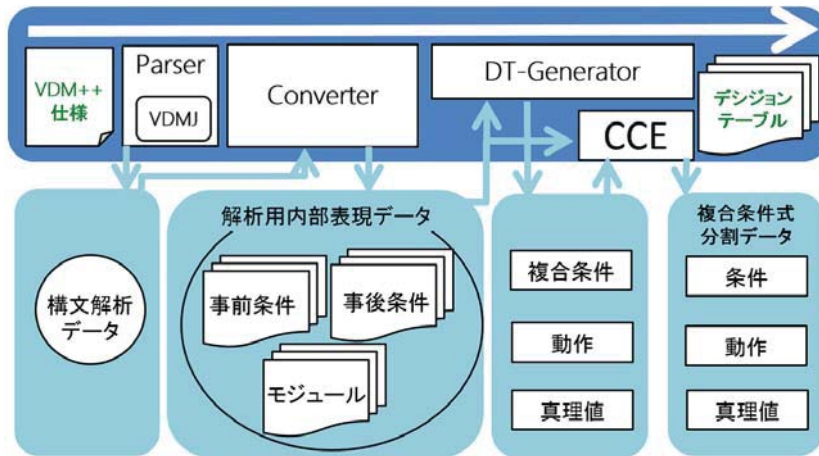 VDM++
仕様
Parser
VDMJ
Converter
DT-Generator
CCE
デシジョン
テーブル
構文解析
データ
解析用内部表現データ
事前条件
事後条件
モジュール
複合条件
動作
真理値
複合条件式
分割データ
条件
動作
真理値